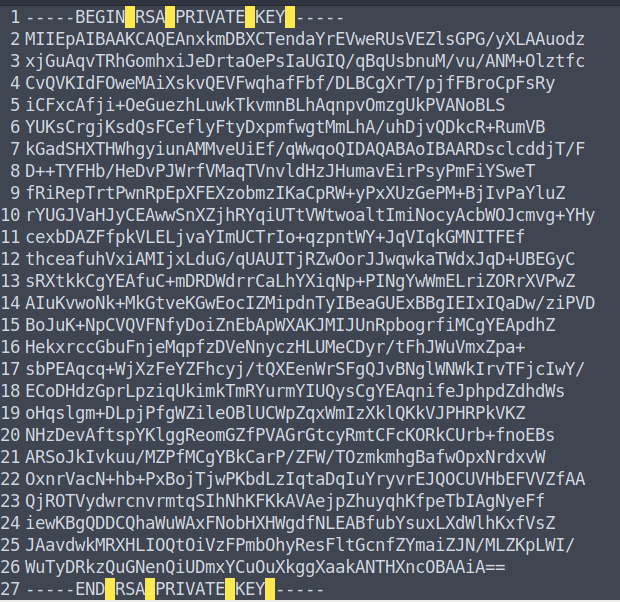 1 -----BEGIN RSA PRIVATE KEY-----
2 MIIEpAIBAAKCAQEAnxkmDBXCTendaYrEVweRUsVEZlsGPG/yXLAAuodz
3 xjGuAqvTRhGomhxiJeDrtaOePsIaUGIQ/qBqUsbnuM/vu/ANM+Olztfc
4 CvQVKIdFOweMAiXskvQEVFwqhafFbf/DLBCgXrT/pjfFBroCpFsRy
5 iCFxcAfji+OeGuezhLuwkTkvmnBLhAqnpvOmzgUkPVANoBLS
6 YUKsCrgjKsdQsFCeflyFtyDxpmfwgtMmLhA/uhDjvQDkcR+RumVB
7 kGadSHXTHWhgyiunAMMveUiEf/qWwqoQIDAQABAoIBAARDsclcddjT/F
8 D++TYFHb/HeDvPJWrfVMaqTVnvldHzJHumavEirPsyPmFiYSweT
9 fRiRepTrtPwnRpEpXFEXzobmzIKaCpRW+yPxXUzGePM+BjIvPaYluZ
10 rYUGJVaHJyCEAwwSnXZjhRYqiUTtVWtwoaltImiNocyAcbWOJcmvg+YHy
11 cexbDAZFfpkVLELjvaYImUCTrIo+qzpntWY+JqVIqkGMNITFEf
12 thceafuhVxiAMIjxLduG/qUAUITjRZwOorJJwqwkaTWdxJqD+UBEGyC
13 sRXtkkCgYEAfuC+mDRDWdrrCaLhYXiqNp+PINgYwWmELriZORrXVPwZ
14 AIuKvwoNk+MkGtveKGwEocIZMipdnTyIBeaGUExBBgIEIxIQaDw/ziPVD
15 BoJuK+NpCVQVFNfyDoiZnEbApWXAKJMIJUnRpbogrfiMCgYEApdhZ
16 HekxrccGbuFnjeMqpfzDVeNnyczHLUMeCDyr/tFhJWuVmxZpa+
17 sbPEAqcq+WjXzFeYZFhcyj/tQXEenWrSFgQJvBNglWNWkIrvTFjcIwY/
18 ECoDHdzGprLpziqUkimkTmRYurmYIUQysCgYEAqnifeJphpdZdhdWs
19 oHqslgm+DLpjPfgWZileOBlUCWpZqxWmIzXklQKkVJPHRPkVKZ
20 NHzDevAftspYKlggReomGZfPVAGrGtcyRmtCFcKORkCUrb+fnoEBs
21 ARSoJkIvkuu/MZPfMCgYBkCarP/ZFW/TOzmkmhgBafwOpxNrdxvW
22 OxnrVacN+hb+PxBojTjwPKbdLzIqtaDqIuYryvrEJQOCUVHbEFVVZfAA
23 QjROTVydwrcnvrmtqSIhNhKFKkAVAejpZhuyqhKfpeTbIAgNyeFf
24 iewKBgQDDCQhaWuWAxFNobHXHWgdfNLEABfubYsuxLXdWlhKxfVsZ
25 JAavdwkMRXHLIOQtOiVzFPmbOhyResFltGcnfZYmaiZJN/MLZKpLWI/
26 WuTyDRkzQuGNenQiUDmxYCuOuXkggXaakANTHXncOBAAiA==
27 -----END RSA PRIVATE KEY-----